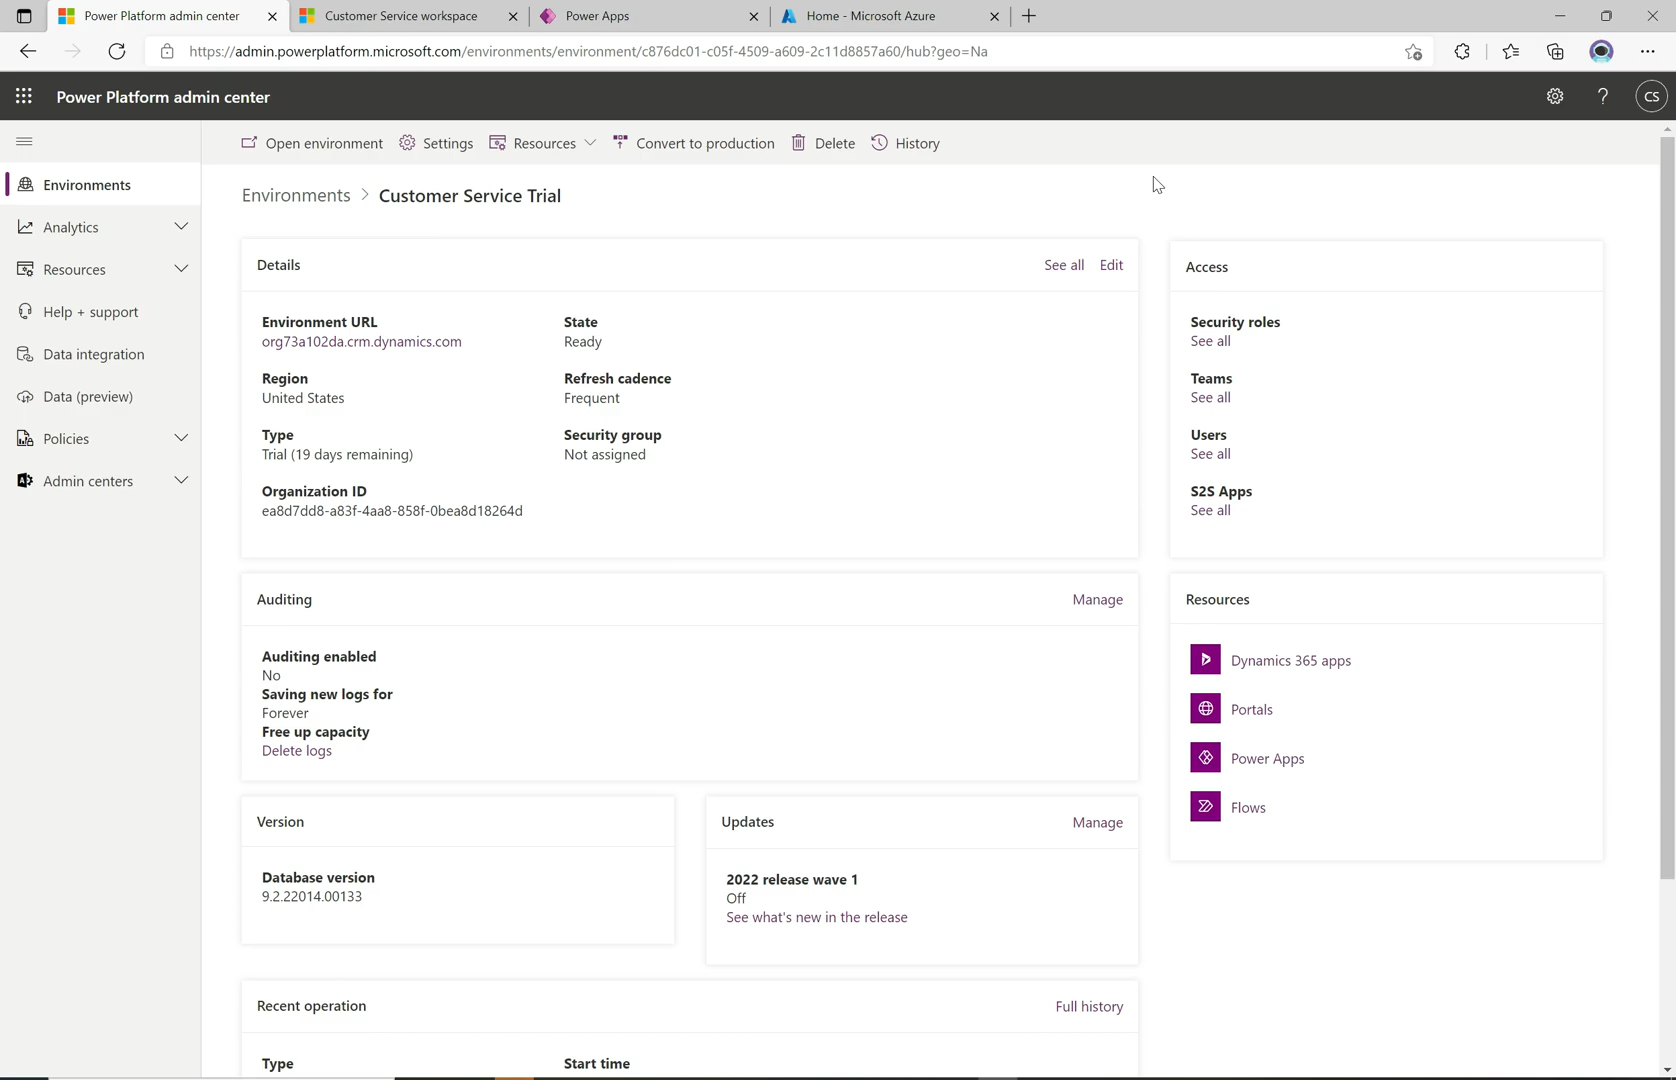 Power Platform admin center
Customer Service workspace
Power Apps
Home - Microsoft Azure
https://admin.powerplatform.microsoft.com/environments/environment/c876dc01-c05f-4509-a609-2c11d8857a60/hub?geo=Na
Power Platform admin center
CS
Open environment
Settings
Resources
Convert to production
Delete
History
Environments
Analytics
Resources
Help + support
Data integration
Data (preview)
Policies
Admin centers
Environments > Customer Service Trial
Details
See all
Edit
Environment URL
org73a102da.crm.dynamics.com
State
Ready
Region
United States
Refresh cadence
Frequent
Type
Trial (19 days remaining)
Security group
Not assigned
Organization ID
ea8d7dd8-a83f-4aa8-858f-0bea8d18264d
Access
Security roles
See all
Teams
See all
Users
See all
S2S Apps
See all
Auditing
Manage
Auditing enabled
No
Saving new logs for
Forever
Free up capacity
Delete logs
Resources
Dynamics 365 apps
Portals
Power Apps
Flows
Version
Database version
9.2.22014.00133
Updates
Manage
2022 release wave 1
Off
See what's new in the release
Recent operation
Full history
Type
Start time